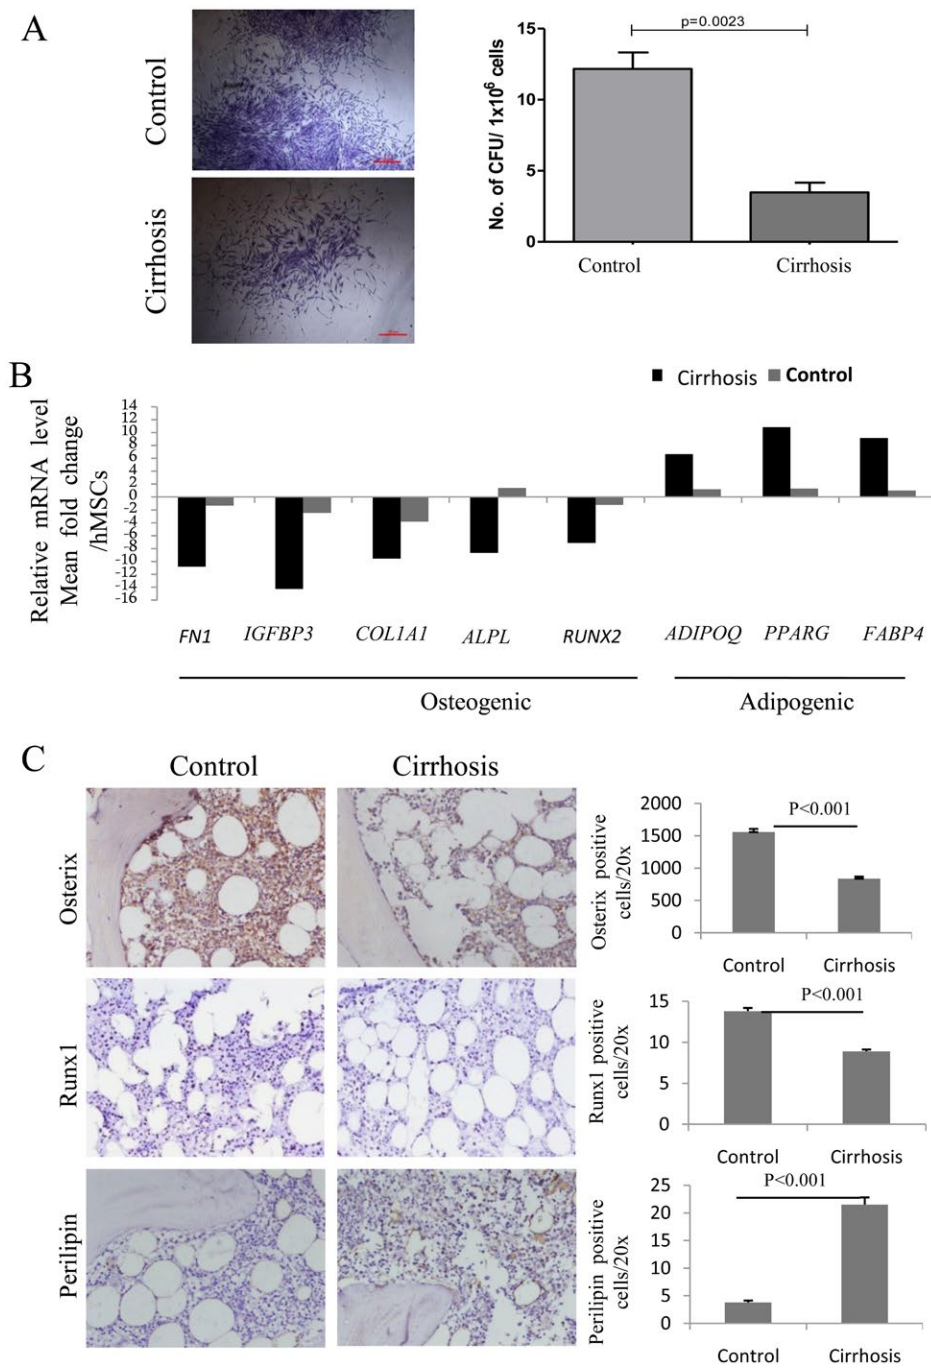 A
Control
Cirrhosis
p=0.0023
No. of CFU/ 1x10⁶ cells
15
10
5
0
Control
Cirrhosis
B
Cirrhosis Control
Relative mRNA level
Mean fold change
/hMSCs
14
12
10
8
6
4
2
0
-2
-4
-6
-8
-10
-12
-14
-16
FN1 IGFBP3 COL1A1 ALPL RUNX2 ADIPOQ PPARG FABP4
Osteogenic Adipogenic
C
Control Cirrhosis
Osterix
Osterix positive
cells/20x
2000
1500
1000
500
0
P<0.001
Control Cirrhosis
Runx1
Runx1 positive
cells/20x
15
10
5
0
P<0.001
Control Cirrhosis
Perilipin
Perilipin positive
cells/20x
25
20
15
10
5
0
P<0.001
Control Cirrhosis